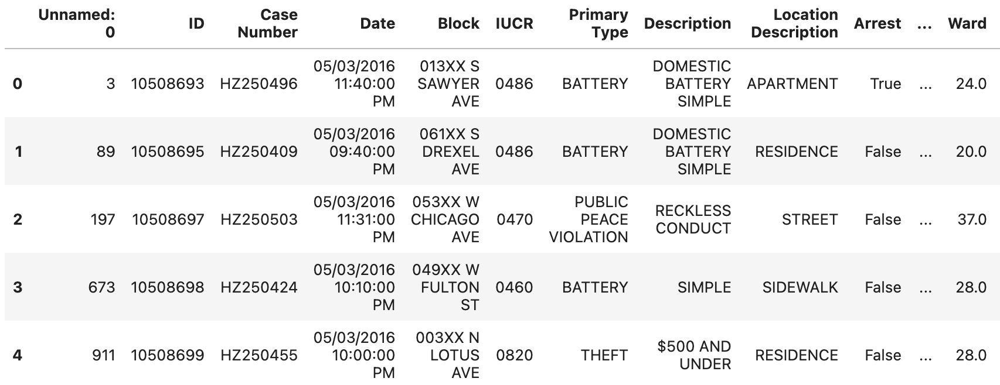 Unnamed: 0 ID Case Number Date Block IUCR Primary Type Description Location Description Arrest ... Ward
0 3 10508693 HZ250496 05/03/2016 11:40:00 PM 013XX S SAWYER AVE 0486 BATTERY DOMESTIC BATTERY SIMPLE APARTMENT True ... 24.0
1 89 10508695 HZ250409 05/03/2016 09:40:00 PM 061XX S DREXEL AVE 0486 BATTERY DOMESTIC BATTERY SIMPLE RESIDENCE False ... 20.0
2 197 10508697 HZ250503 05/03/2016 11:31:00 PM 053XX W CHICAGO AVE 0470 PUBLIC PEACE VIOLATION RECKLESS CONDUCT STREET False ... 37.0
3 673 10508698 HZ250424 05/03/2016 10:10:00 PM 049XX W FULTON ST 0460 BATTERY SIMPLE SIDEWALK False ... 28.0
4 911 10508699 HZ250455 05/03/2016 10:00:00 PM 003XX N LOTUS AVE 0820 THEFT $500 AND UNDER RESIDENCE False ... 28.0